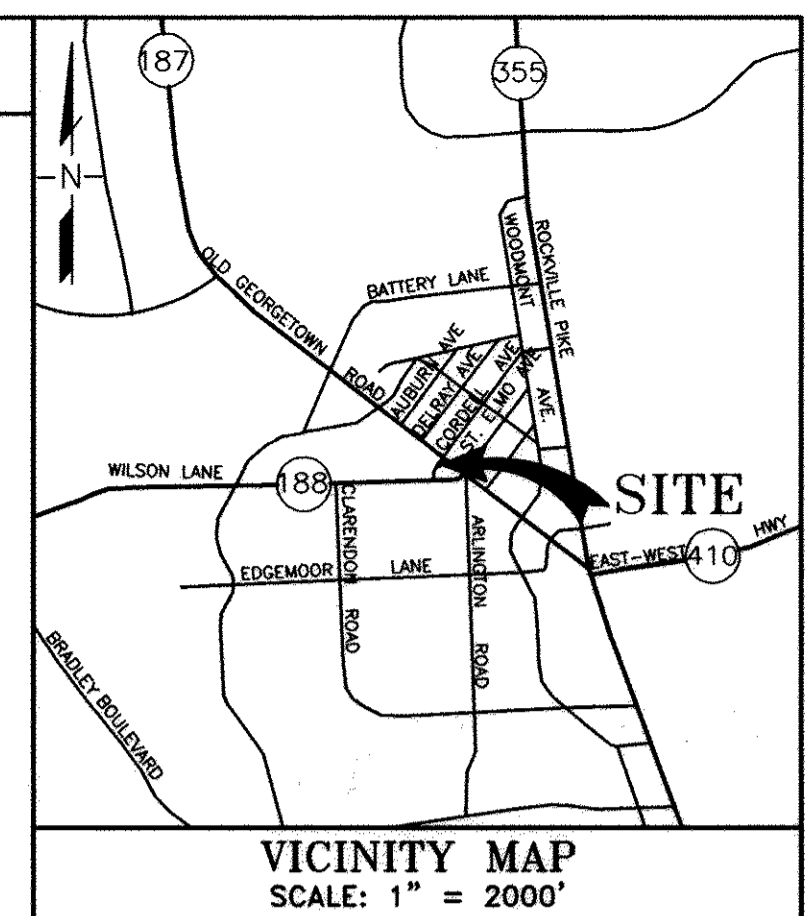 187
355
N
OLD GEORGETOWN ROAD
BATTERY LANE
WOODMONT AVE.
ROCKVILLE PIKE
AUBURN AVE
DELRAY AVE
CORDELL AVE
ST. ELMO AVE
WILSON LANE
188
SITE
CLARENDON ROAD
ARLINGTON ROAD
EDGEMOOR LANE
EAST-WEST HWY
410
BRADLEY BOULEVARD
VICINITY MAP
SCALE: 1" = 2000'